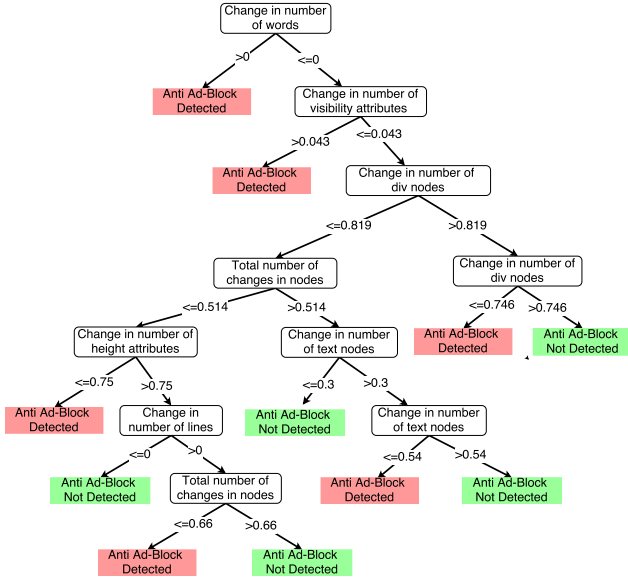 Change in number
of words
>0
<=0
Anti Ad-Block
Detected
Change in number of
visibility attributes
>0.043
<=0.043
Anti Ad-Block
Detected
Change in number of
div nodes
<=0.819
>0.819
Total number of
changes in nodes
Change in number of
div nodes
<=0.514
>0.514
<=0.746
>0.746
Change in number of
height attributes
Change in number
of text nodes
Anti Ad-Block
Detected
Anti Ad-Block
Not Detected
<=0.75
>0.75
<=0.3
>0.3
Anti Ad-Block
Detected
Change in
number of lines
Anti Ad-Block
Not Detected
Change in number
of text nodes
<=0
>0
<=0.54
>0.54
Anti Ad-Block
Not Detected
Total number of
changes in nodes
Anti Ad-Block
Detected
Anti Ad-Block
Not Detected
<=0.66
>0.66
Anti Ad-Block
Detected
Anti Ad-Block
Not Detected